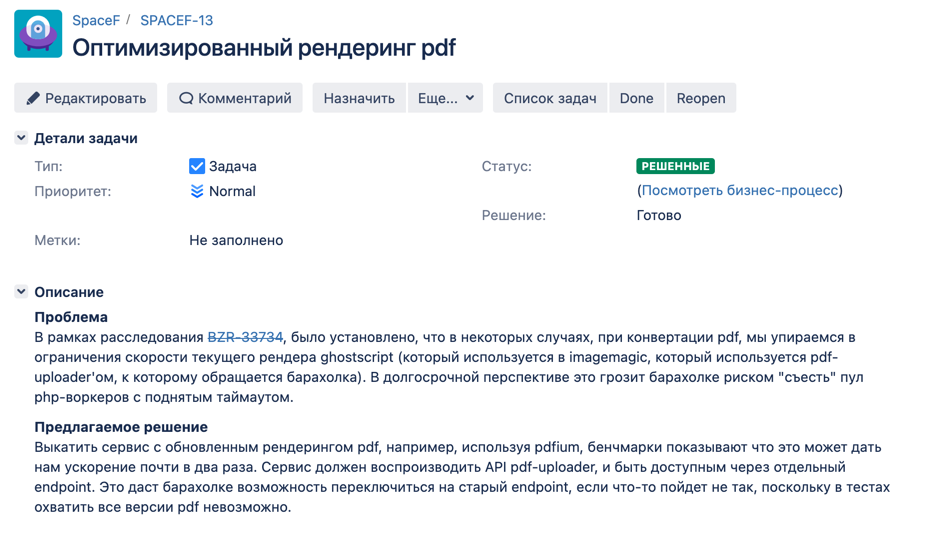 SpaceF / SPACEF-13
Оптимизированный рендеринг pdf
Редактировать Комментарий Назначить Еще... Список задач Done Reopen
Детали задачи
Тип: Задача Статус: РЕШЕННЫЕ
Приоритет: Normal (Посмотреть бизнес-процесс)
Решение: Готово
Метки: Не заполнено
Описание
Проблема
В рамках расследования BZR-33734, было установлено, что в некоторых случаях, при конвертации pdf, мы упираемся в
ограничения скорости текущего рендера ghostscript (который используется в imagemagic, который используется pdf-
uploader'ом, к которому обращается барахолка). В долгосрочной перспективе это грозит барахолке риском "съесть" пул
php-воркеров с поднятым таймаутом.
Предлагаемое решение
Выкатить сервис с обновленным рендерингом pdf, например, используя pdfium, бенчмарки показывают что это может дать
нам ускорение почти в два раза. Сервис должен воспроизводить API pdf-uploader, и быть доступным через отдельный
endpoint. Это даст барахолке возможность переключиться на старый endpoint, если что-то пойдет не так, поскольку в тестах
охватить все версии pdf невозможно.